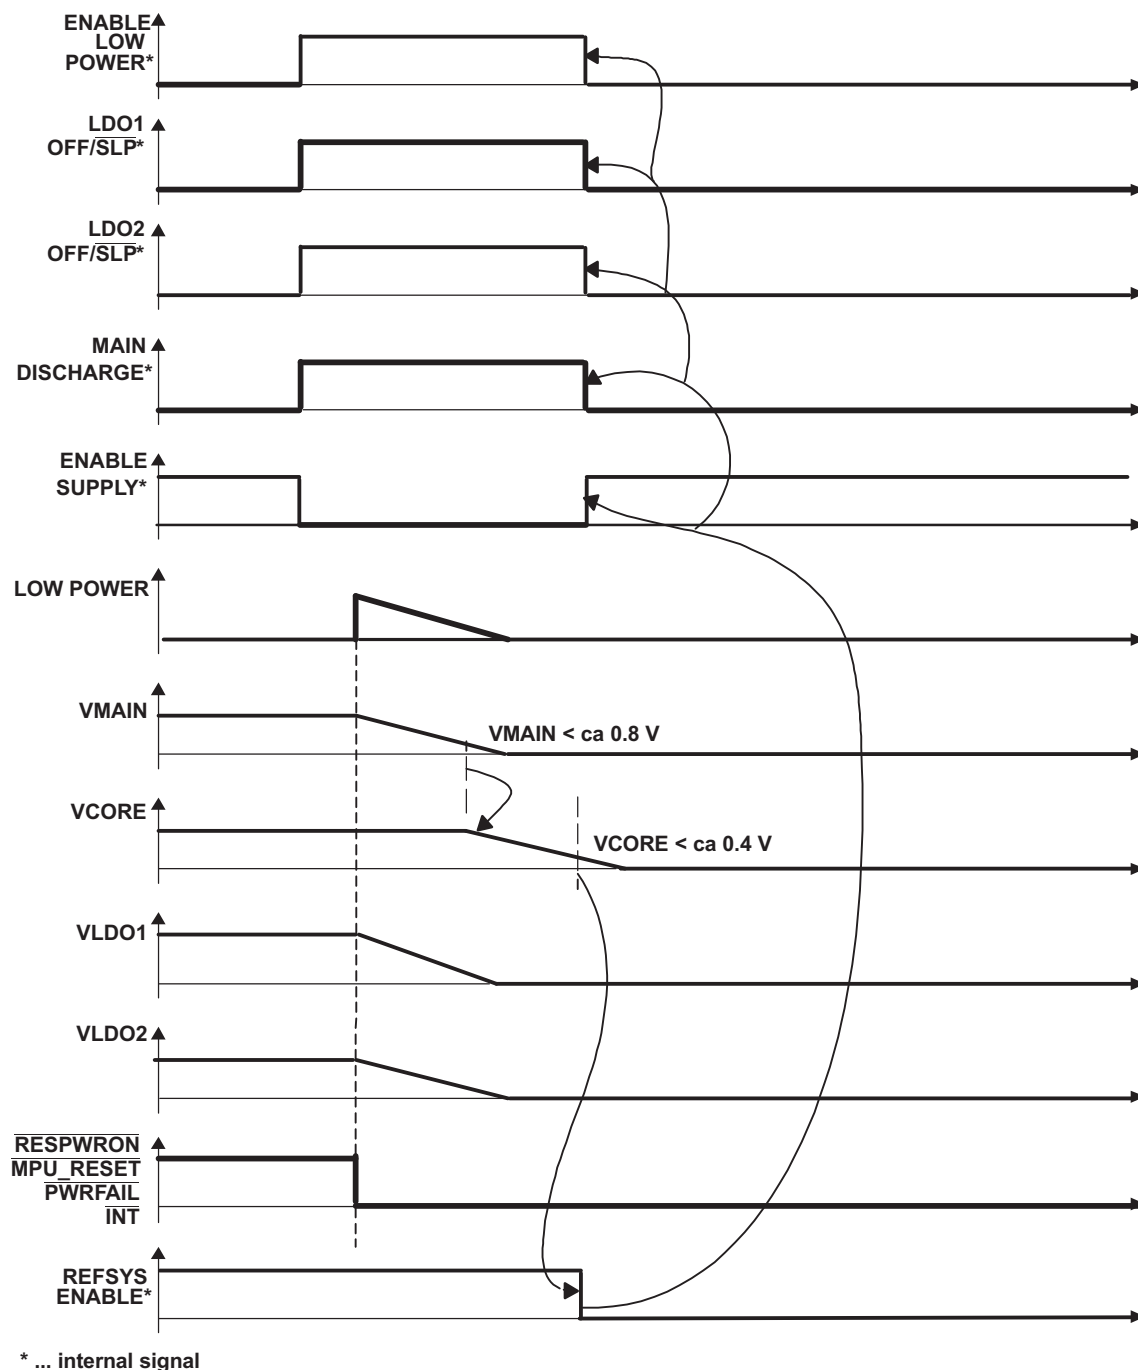 ENABLE
LOW
POWER*
LDO1
OFF/SLP*
LDO2
OFF/SLP*
MAIN
DISCHARGE*
ENABLE
SUPPLY*
LOW POWER
VMAIN
VMAIN < ca 0.8 V
VCORE
VCORE < ca 0.4 V
VLDO1
VLDO2
RESPWRON
MPU_RESET
PWRFAIL
INT
REFSYS
ENABLE*
* ... internal signal